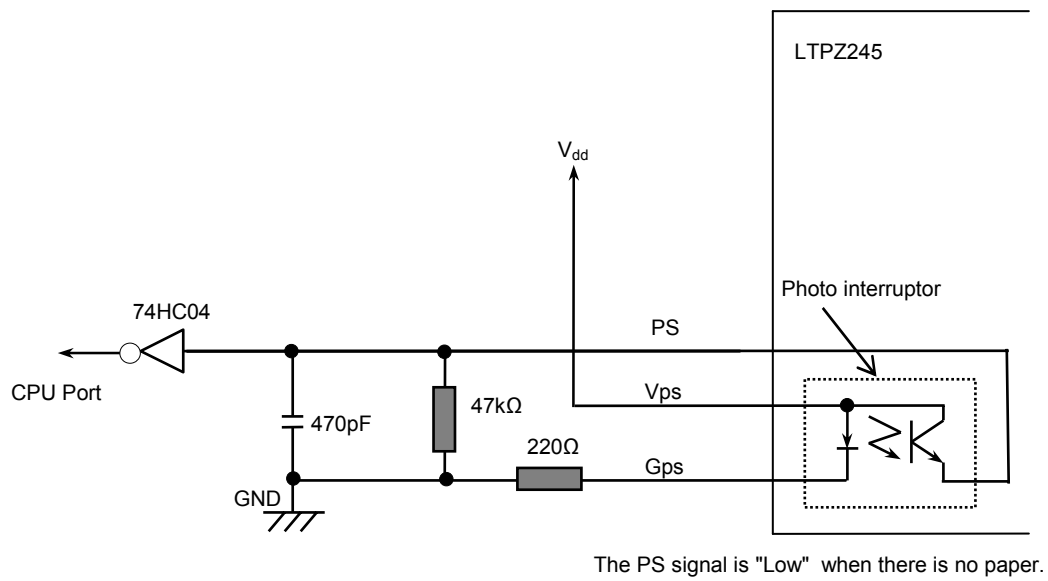 LTPZ245
Vdd
Photo interruptor
74HC04
PS
CPU Port
Vps
47kΩ
470pF
220Ω
Gps
GND
The PS signal is "Low" when there is no paper.